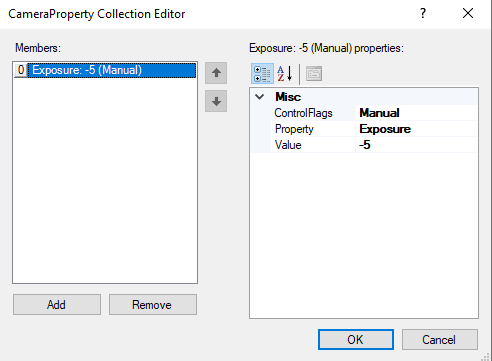 CameraProperty Collection Editor
? ×
Members:
0 Exposure: -5 (Manual)
Add
Remove
Exposure: -5 (Manual) properties:
A
Z
Misc
ControlFlags Manual
Property Exposure
Value -5
OK
Cancel